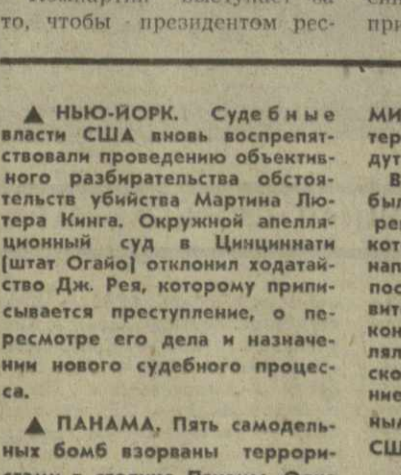 то, чтобы президентом рес-
▲ НЬЮ-ЙОРК. Судебные
власти США вновь воспрепят-
ствовали проведению объектив-
ного разбирательства обстоя-
тельств убийства Мартина Лю-
тера Кинга. Окружной апелля-
ционный суд в Цинциннати
(штат Огайо) отклонил ходатай-
ство Дж. Рея, которому припи-
сывается преступление, о пе-
ресмотре его дела и назначе-
нии нового судебного процес-
са.
▲ ПАНАМА. Пять самодель-
ных бомб взорваны террори-